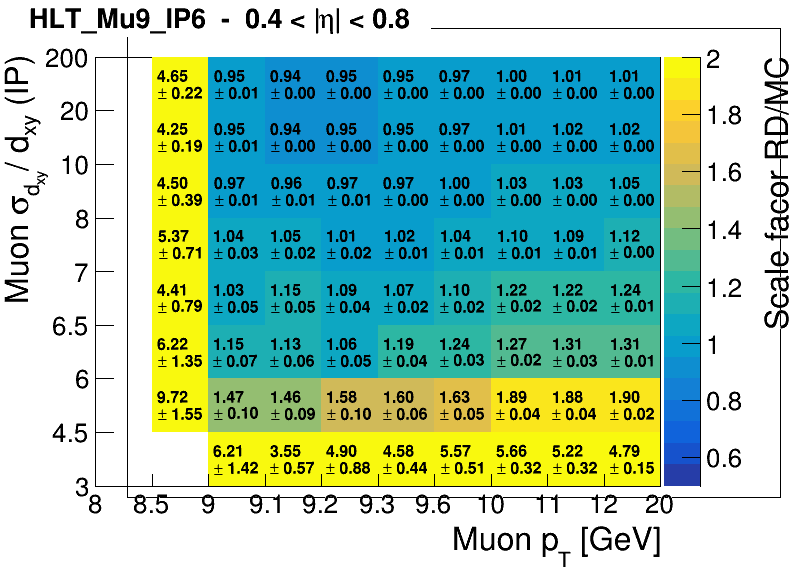 HLT_Mu9_IP6 - 0.4 < |η| < 0.8
Muon σ_{d_{xy}} / d_{xy} (IP)
200
20
10
8
7
6.5
6
4.5
3
4.65 0.95 0.94 0.95 0.95 0.97 1.00 1.01 1.01
± 0.22 ± 0.01 ± 0.00 ± 0.00 ± 0.00 ± 0.00 ± 0.00 ± 0.00 ± 0.00
4.25 0.95 0.94 0.95 0.95 0.97 1.01 1.02 1.02
± 0.19 ± 0.01 ± 0.00 ± 0.00 ± 0.00 ± 0.00 ± 0.00 ± 0.00 ± 0.00
4.50 0.97 0.96 0.97 0.97 1.00 1.03 1.03 1.05
± 0.39 ± 0.01 ± 0.01 ± 0.01 ± 0.00 ± 0.00 ± 0.00 ± 0.00 ± 0.00
5.37 1.04 1.05 1.01 1.02 1.04 1.10 1.09 1.12
± 0.71 ± 0.03 ± 0.02 ± 0.02 ± 0.01 ± 0.01 ± 0.01 ± 0.01 ± 0.00
4.41 1.03 1.15 1.09 1.07 1.10 1.22 1.22 1.24
± 0.79 ± 0.05 ± 0.05 ± 0.04 ± 0.02 ± 0.02 ± 0.02 ± 0.02 ± 0.01
6.22 1.15 1.13 1.06 1.19 1.24 1.27 1.31 1.31
± 1.35 ± 0.07 ± 0.06 ± 0.05 ± 0.04 ± 0.03 ± 0.02 ± 0.03 ± 0.01
9.72 1.47 1.46 1.58 1.60 1.63 1.89 1.88 1.90
± 1.55 ± 0.10 ± 0.09 ± 0.10 ± 0.06 ± 0.05 ± 0.04 ± 0.04 ± 0.02
6.21 3.55 4.90 4.58 5.57 5.66 5.22 4.79
± 1.42 ± 0.57 ± 0.88 ± 0.44 ± 0.51 ± 0.32 ± 0.32 ± 0.15
8 8.5 9 9.1 9.2 9.3 9.6 10 11 12 20
Muon p_T [GeV]
2
1.8
1.6
1.4
1.2
1
0.8
0.6
Scale facor RD/MC